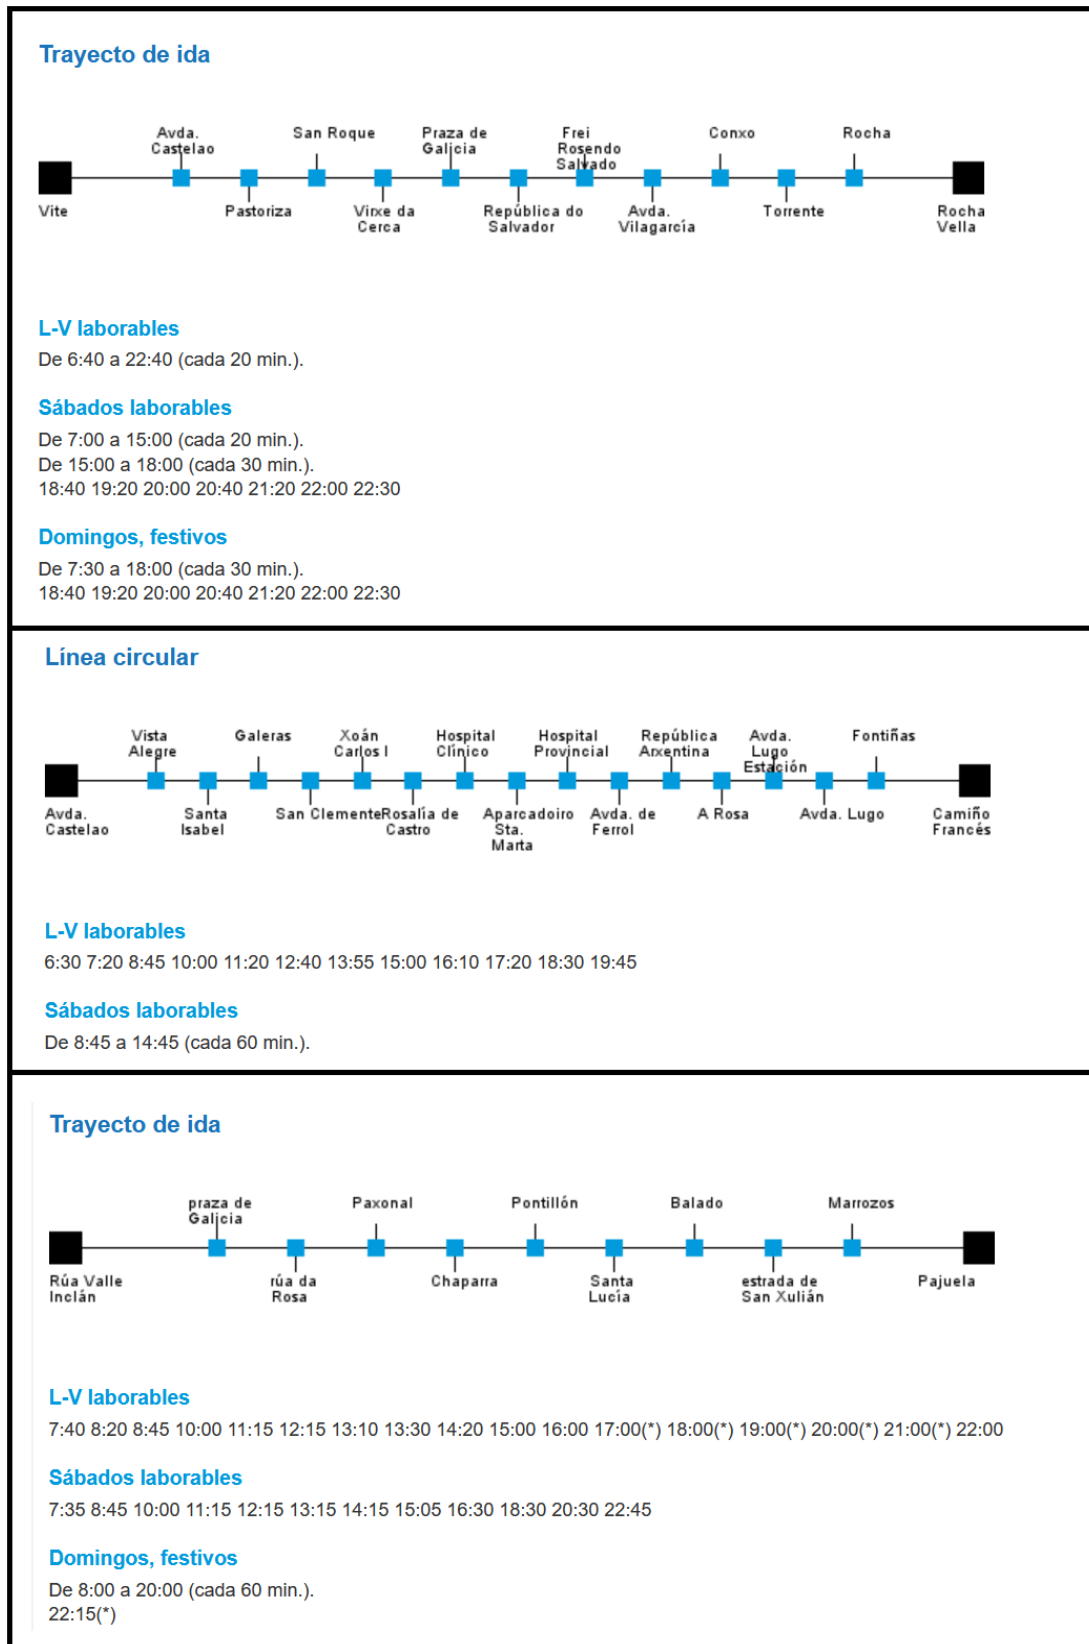 Trayecto de ida
Avda.
Castelao
San Roque
Praza de
Galicia
Frei
Rosendo
Salvado
Conxo
Rocha
Vite
Pastoriza
Virxe da
Cerca
República do
Salvador
Avda.
Vilagarcía
Torrente
Rocha
Vella
L-V laborables
De 6:40 a 22:40 (cada 20 min.).
Sábados laborables
De 7:00 a 15:00 (cada 20 min.).
De 15:00 a 18:00 (cada 30 min.).
18:40 19:20 20:00 20:40 21:20 22:00 22:30
Domingos, festivos
De 7:30 a 18:00 (cada 30 min.).
18:40 19:20 20:00 20:40 21:20 22:00 22:30
Línea circular
Vista
Alegre
Galeras
Xoán
Carlos I
Hospital
Clínico
Hospital
Provincial
República
Arxentina
Avda.
Lugo
Estación
Fontiñas
Avda.
Castelao
Santa
Isabel
San Clemente
Rosalía de
Castro
Aparcadoiro
Sta.
Marta
Avda. de
Ferrol
A Rosa
Avda. Lugo
Camiño
Francés
L-V laborables
6:30 7:20 8:45 10:00 11:20 12:40 13:55 15:00 16:10 17:20 18:30 19:45
Sábados laborables
De 8:45 a 14:45 (cada 60 min.).
Trayecto de ida
praza de
Galicia
Paxonal
Pontillón
Balado
Marrozos
Rúa Valle
Inclán
rúa da
Rosa
Chaparra
Santa
Lucía
estrada de
San Xulián
Pajuela
L-V laborables
7:40 8:20 8:45 10:00 11:15 12:15 13:10 13:30 14:20 15:00 16:00 17:00(*) 18:00(*) 19:00(*) 20:00(*) 21:00(*) 22:00
Sábados laborables
7:35 8:45 10:00 11:15 12:15 13:15 14:15 15:05 16:30 18:30 20:30 22:45
Domingos, festivos
De 8:00 a 20:00 (cada 60 min.).
22:15(*)